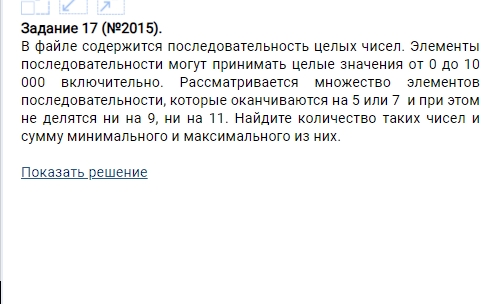 Задание 17 (№2015).
В файле содержится последовательность целых чисел. Элементы
последовательности могут принимать целые значения от 0 до 10
000 включительно. Рассматривается множество элементов
последовательности, которые оканчиваются на 5 или 7 и при этом
не делятся ни на 9, ни на 11. Найдите количество таких чисел и
сумму минимального и максимального из них.
Показать решение